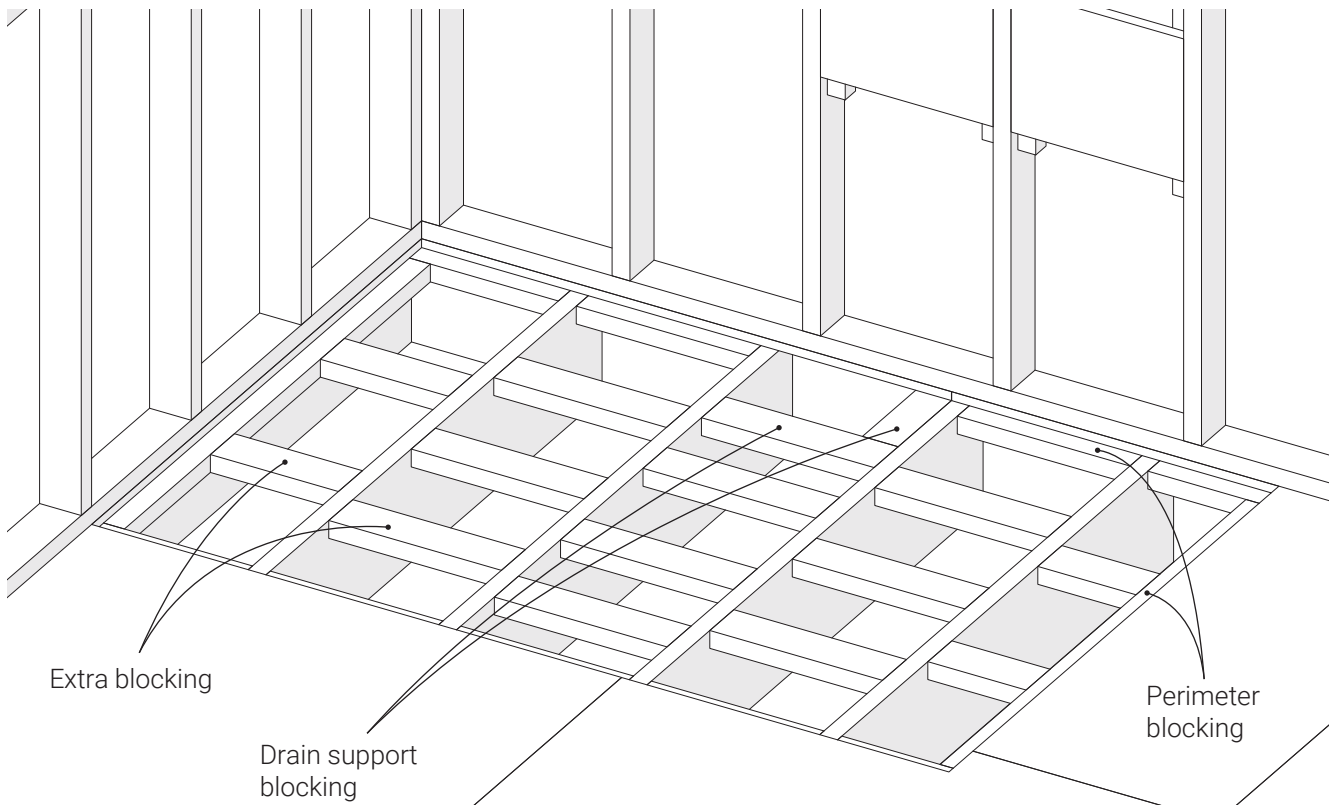 Extra blocking
Drain support
blocking
Perimeter
blocking